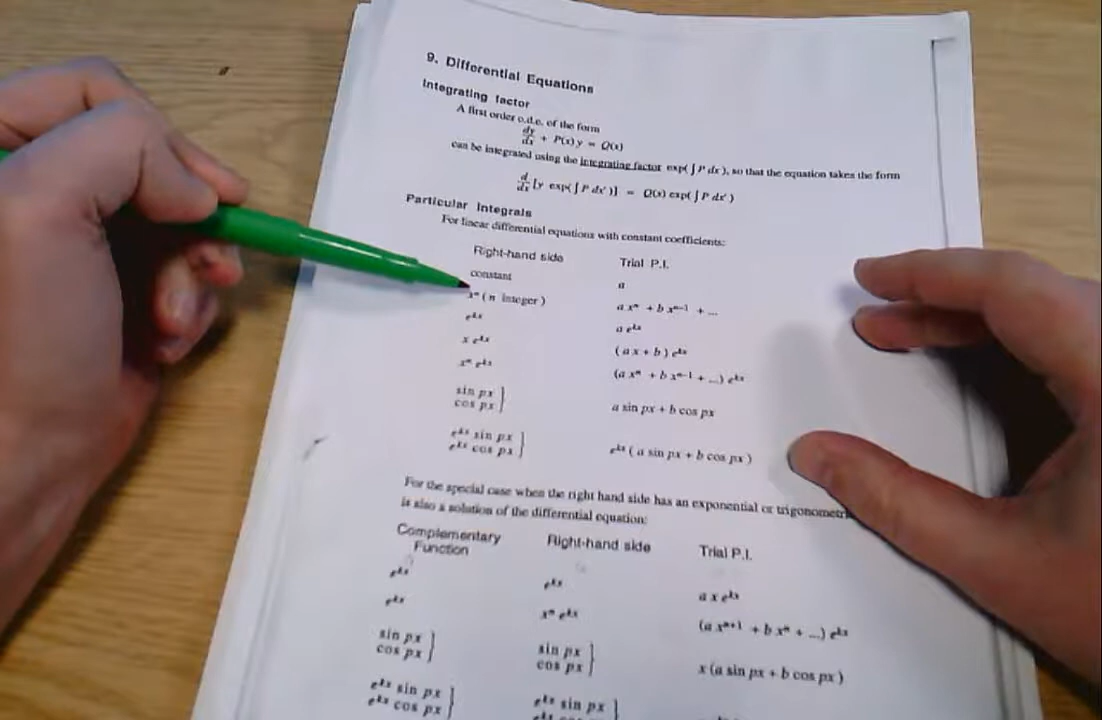 9. Differential Equations
Integrating factor
A first order o.d.e. of the form
dy/dx + P(x) y = Q(x)
can be integrated using the integrating factor exp( ∫ P dx ), so that the equation takes the form
d/dx [y exp( ∫ P dx' )] = Q(x) exp( ∫ P dx' )
Particular Integrals
For linear differential equations with constant coefficients:
Right-hand side Trial P.I.
constant a
xⁿ ( n integer ) a xⁿ + b xⁿ⁻¹ + ...
eᵏˣ a eᵏˣ
x eᵏˣ ( a x + b ) eᵏˣ
xⁿ eᵏˣ (a xⁿ + b xⁿ⁻¹ + ...) eᵏˣ
sin px
cos px } a sin px + b cos px
eᵏˣ sin px
eᵏˣ cos px } eᵏˣ ( a sin px + b cos px )
For the special case when the right hand side has an exponential or
is also a solution of the differential equation:
Complementary Function Right-hand side Trial P.I.
eᵏˣ eᵏˣ a x eᵏˣ
eᵏˣ xⁿ eᵏˣ (a xⁿ⁺¹ + b xⁿ + ...) eᵏˣ
sin px sin px
cos px } cos px } x (a sin px + b cos px )
eᵏˣ sin px eᵏˣ sin px
eᵏˣ cos px }